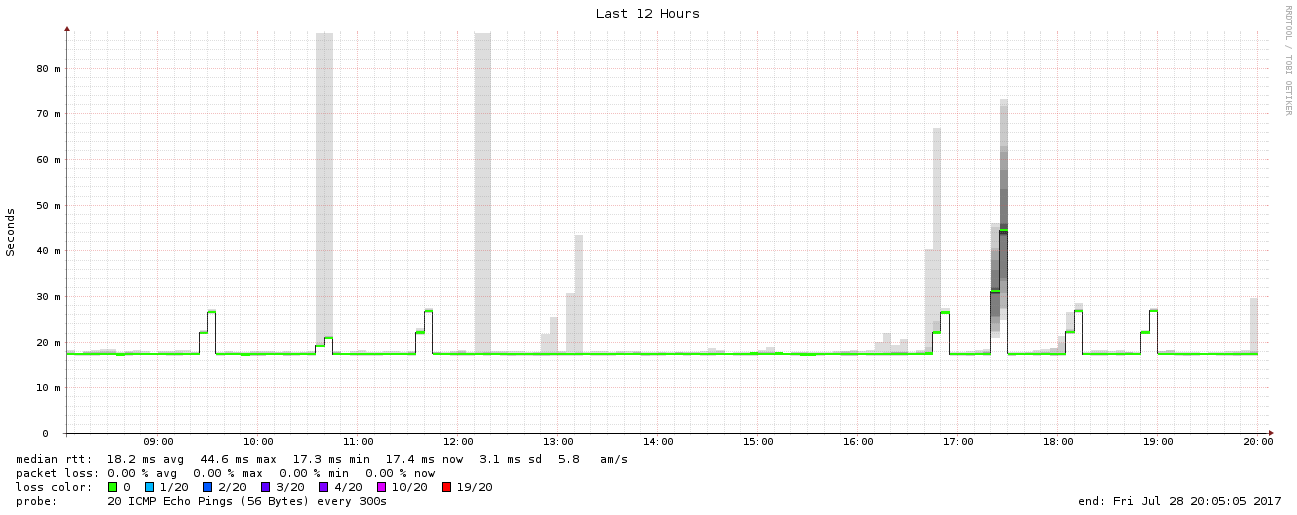 Last 12 Hours
RRDTOOL / TOBI OETIKER
Seconds
80 m
70 m
60 m
50 m
40 m
30 m
20 m
10 m
0
09:00 10:00 11:00 12:00 13:00 14:00 15:00 16:00 17:00 18:00 19:00 20:00
median rtt: 18.2 ms avg 44.6 ms max 17.3 ms min 17.4 ms now 3.1 ms sd 5.8 am/s
packet loss: 0.00 % avg 0.00 % max 0.00 % min 0.00 % now
loss color: 0 1/20 2/20 3/20 4/20 10/20 19/20
probe: 20 ICMP Echo Pings (56 Bytes) every 300s end: Fri Jul 28 20:05:05 2017